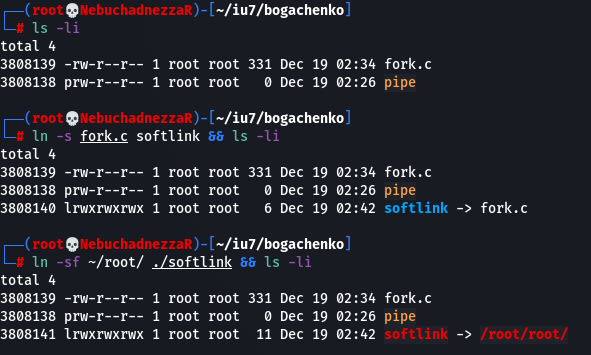 ┌──(root💀NebuchadnezzaR)-[~/iu7/bogachenko]
└─# ls -li
total 4
3808139 -rw-r--r-- 1 root root 331 Dec 19 02:34 fork.c
3808138 prw-r--r-- 1 root root   0 Dec 19 02:26 pipe
┌──(root💀NebuchadnezzaR)-[~/iu7/bogachenko]
└─# ln -s fork.c softlink && ls -li
total 4
3808139 -rw-r--r-- 1 root root 331 Dec 19 02:34 fork.c
3808138 prw-r--r-- 1 root root   0 Dec 19 02:26 pipe
3808140 lrwxrwxrwx 1 root root   6 Dec 19 02:42 softlink -> fork.c
┌──(root💀NebuchadnezzaR)-[~/iu7/bogachenko]
└─# ln -sf ~/root/ ./softlink && ls -li
total 4
3808139 -rw-r--r-- 1 root root 331 Dec 19 02:34 fork.c
3808138 prw-r--r-- 1 root root   0 Dec 19 02:26 pipe
3808141 lrwxrwxrwx 1 root root  11 Dec 19 02:42 softlink -> /root/root/